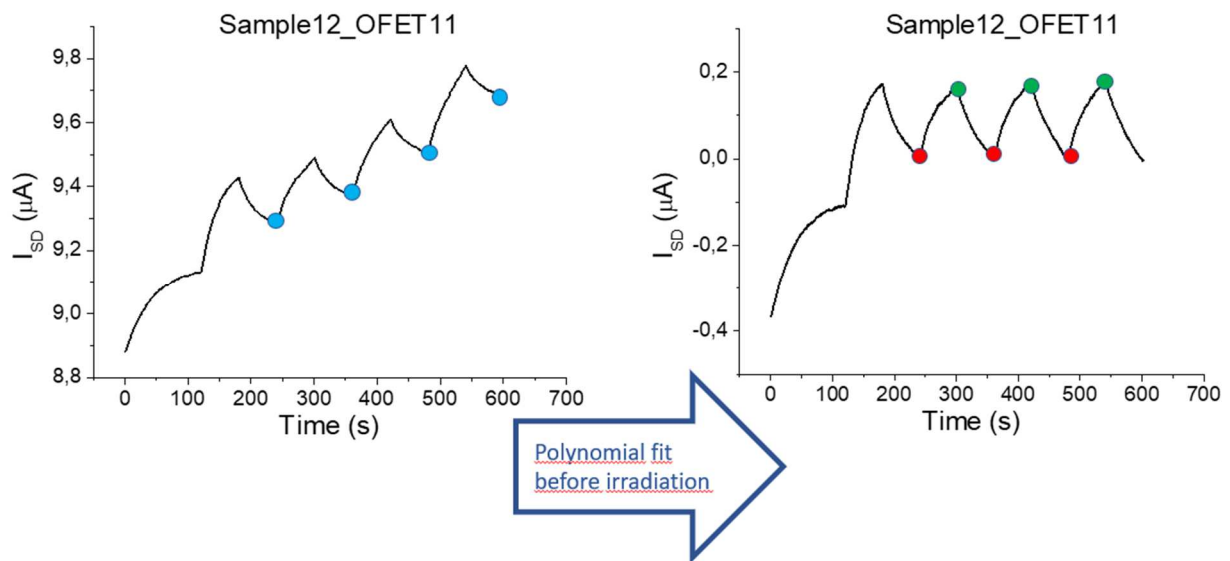 Sample12_OFET11
9,8
9,6
9,4
9,2
9,0
8,8
I_SD (μA)
0 100 200 300 400 500 600 700
Time (s)
Sample12_OFET11
0,2
0,0
-0,2
-0,4
I_SD (μA)
0 100 200 300 400 500 600 700
Time (s)
Polynomial fit
before irradiation